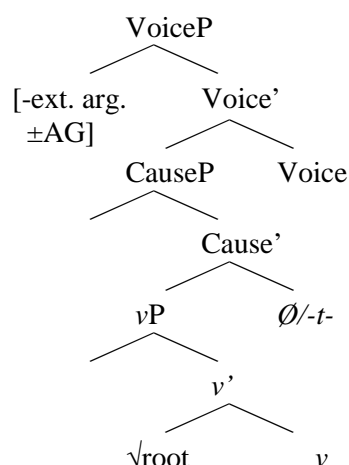 VoiceP
[-ext. arg. Voice’
±AG]
CauseP Voice
Cause’
vP Ø/-t-
v’
√root v